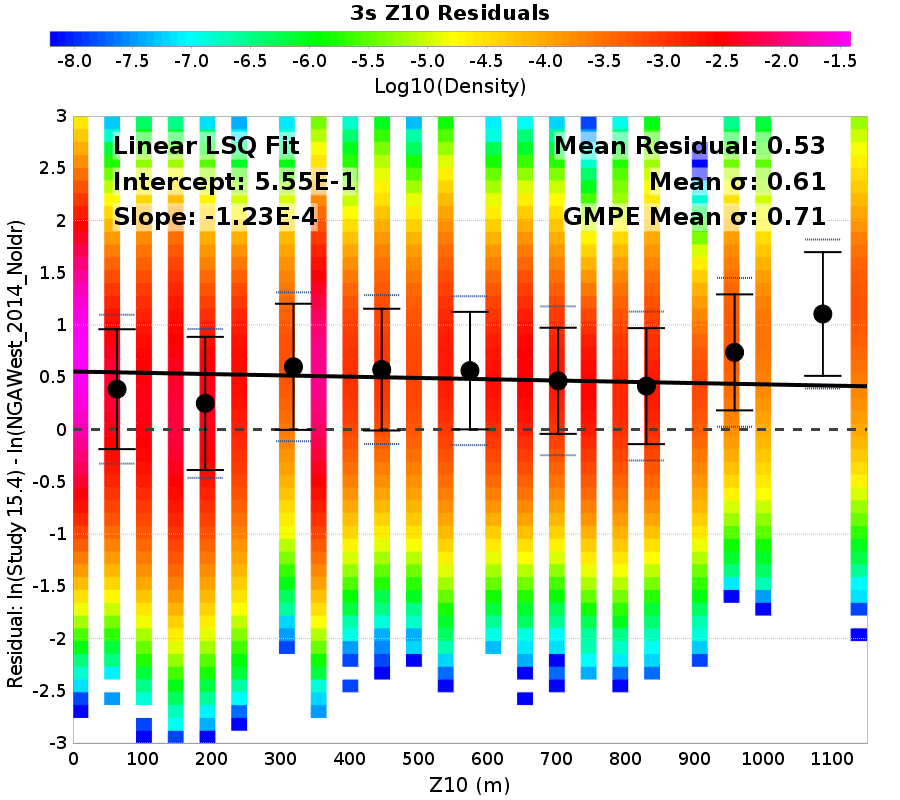 3s Z10 Residuals
-8.0 -7.5 -7.0 -6.5 -6.0 -5.5 -5.0 -4.5 -4.0 -3.5 -3.0 -2.5 -2.0 -1.5
Log10(Density)
Linear LSQ Fit
Intercept: 5.55E-1
Slope: -1.23E-4
Mean Residual: 0.53
Mean σ: 0.61
GMPE Mean σ: 0.71
Residual: ln(Study 15.4) - ln(NGAWest_2014_NoIdr)
3
2.5
2
1.5
1
0.5
0
-0.5
-1
-1.5
-2
-2.5
-3
0 100 200 300 400 500 600 700 800 900 1000 1100
Z10 (m)